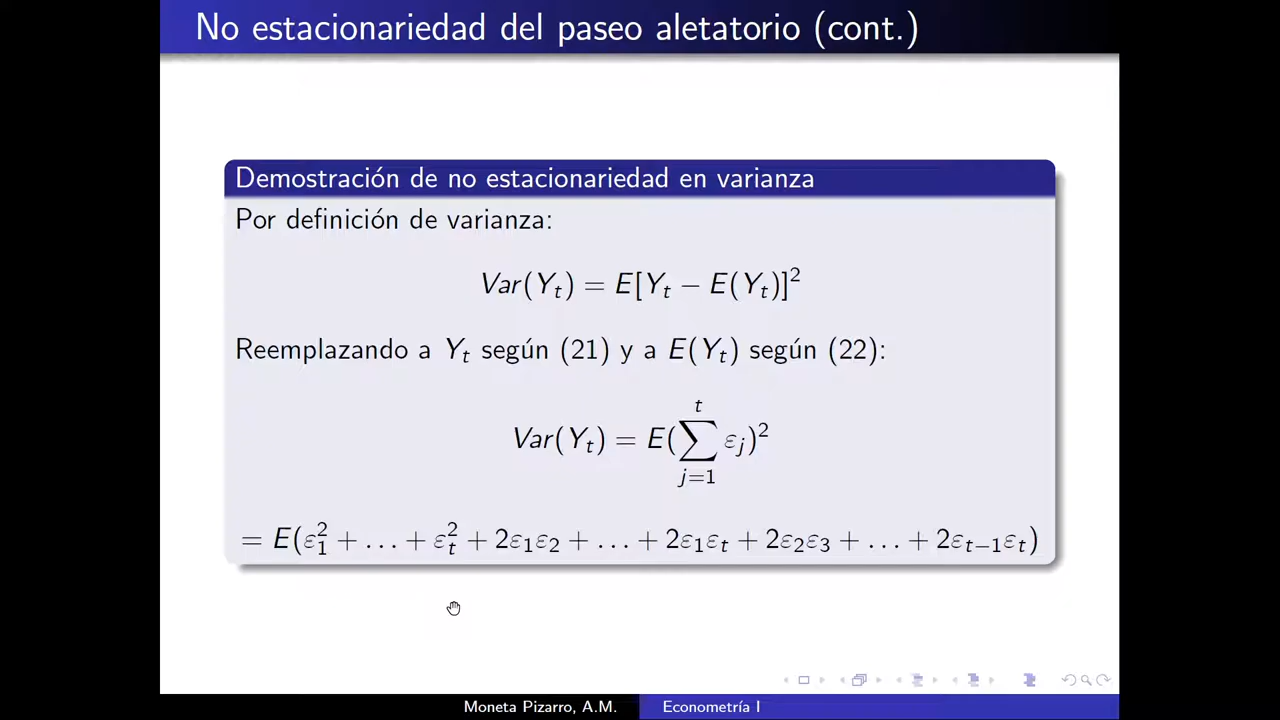 No estacionariedad del paseo aletatorio (cont.)
Demostración de no estacionariedad en varianza
Por definición de varianza:
Var(Y_t) = E[Y_t − E(Y_t)]^2
Reemplazando a Y_t según (21) y a E(Y_t) según (22):
Var(Y_t) = E(∑_{j=1}^{t} ε_j)^2
= E(ε_1^2 + … + ε_t^2 + 2ε_1ε_2 + … + 2ε_1ε_t + 2ε_2ε_3 + … + 2ε_{t−1}ε_t)
Moneta Pizarro, A.M. Econometría I